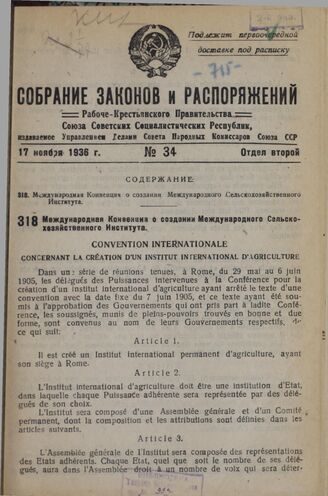 Подлежит первоочередной
доставке под расписку
-715-
СОБРАНИЕ ЗАКОНОВ и РАСПОРЯЖЕНИЙ
Рабоче-Крестьянского Правительства
Союза Советских Социалистических Республик,
издаваемое Управлением Делами Совета Народных Комиссаров Союза ССР
17 ноября 1936 г. № 34 Отдел второй
СОДЕРЖАНИЕ:
318. Международная Конвенция о создании Международного Сельскохозяйственного
Института.
318 Международная Конвенция о создании Международного Сельско-
хозяйственного Института.
CONVENTION INTERNATIONALE
CONCERNANT LA CRÉATION D'UN INSTITUT INTERNATIONAL D'AGRICULTURE
Dans un: série de réunions tenues, à Rome, du 29 mai au 6 juin
1905, les délégués des Puissances intervenues à la Conférence pour la
création d'un institut international d'agriculture ayant arrêté le texte d'une
convention avec la date fixe du 7 juin 1905, et ce texte ayant été soumis
à l'approbation des Gouvernements qui ont pris part à ladite Conférence,
les soussignés, munis de pleins-pouvoirs trouvés en bonne et due
forme, sont convenus au nom de leurs Gouvernements respectifs, de
ce qui suit:
Article 1.
Il est créé un Institut international permanent d'agriculture, ayant
son siège à Rome.
Article 2.
L'Institut international d'agriculture doit être une institution d'Etat,
dans laquelle chaque Puissance adhérente sera représentée par des délé-
gués de son choix.
L'Institut sera composé d'une Assemblée générale et d'un Comité
permanent, dont la composition et les attributions sont définies dans les
articles suivants.
Article 3.
L'Assemblée générale de l'Institut sera composée des représentations
des Etats adhérents. Chaque Etat, quel que soit le nombre de ses délé-
gués, aura dans l'Assemblée droit à un nombre de voix qui sera déter-